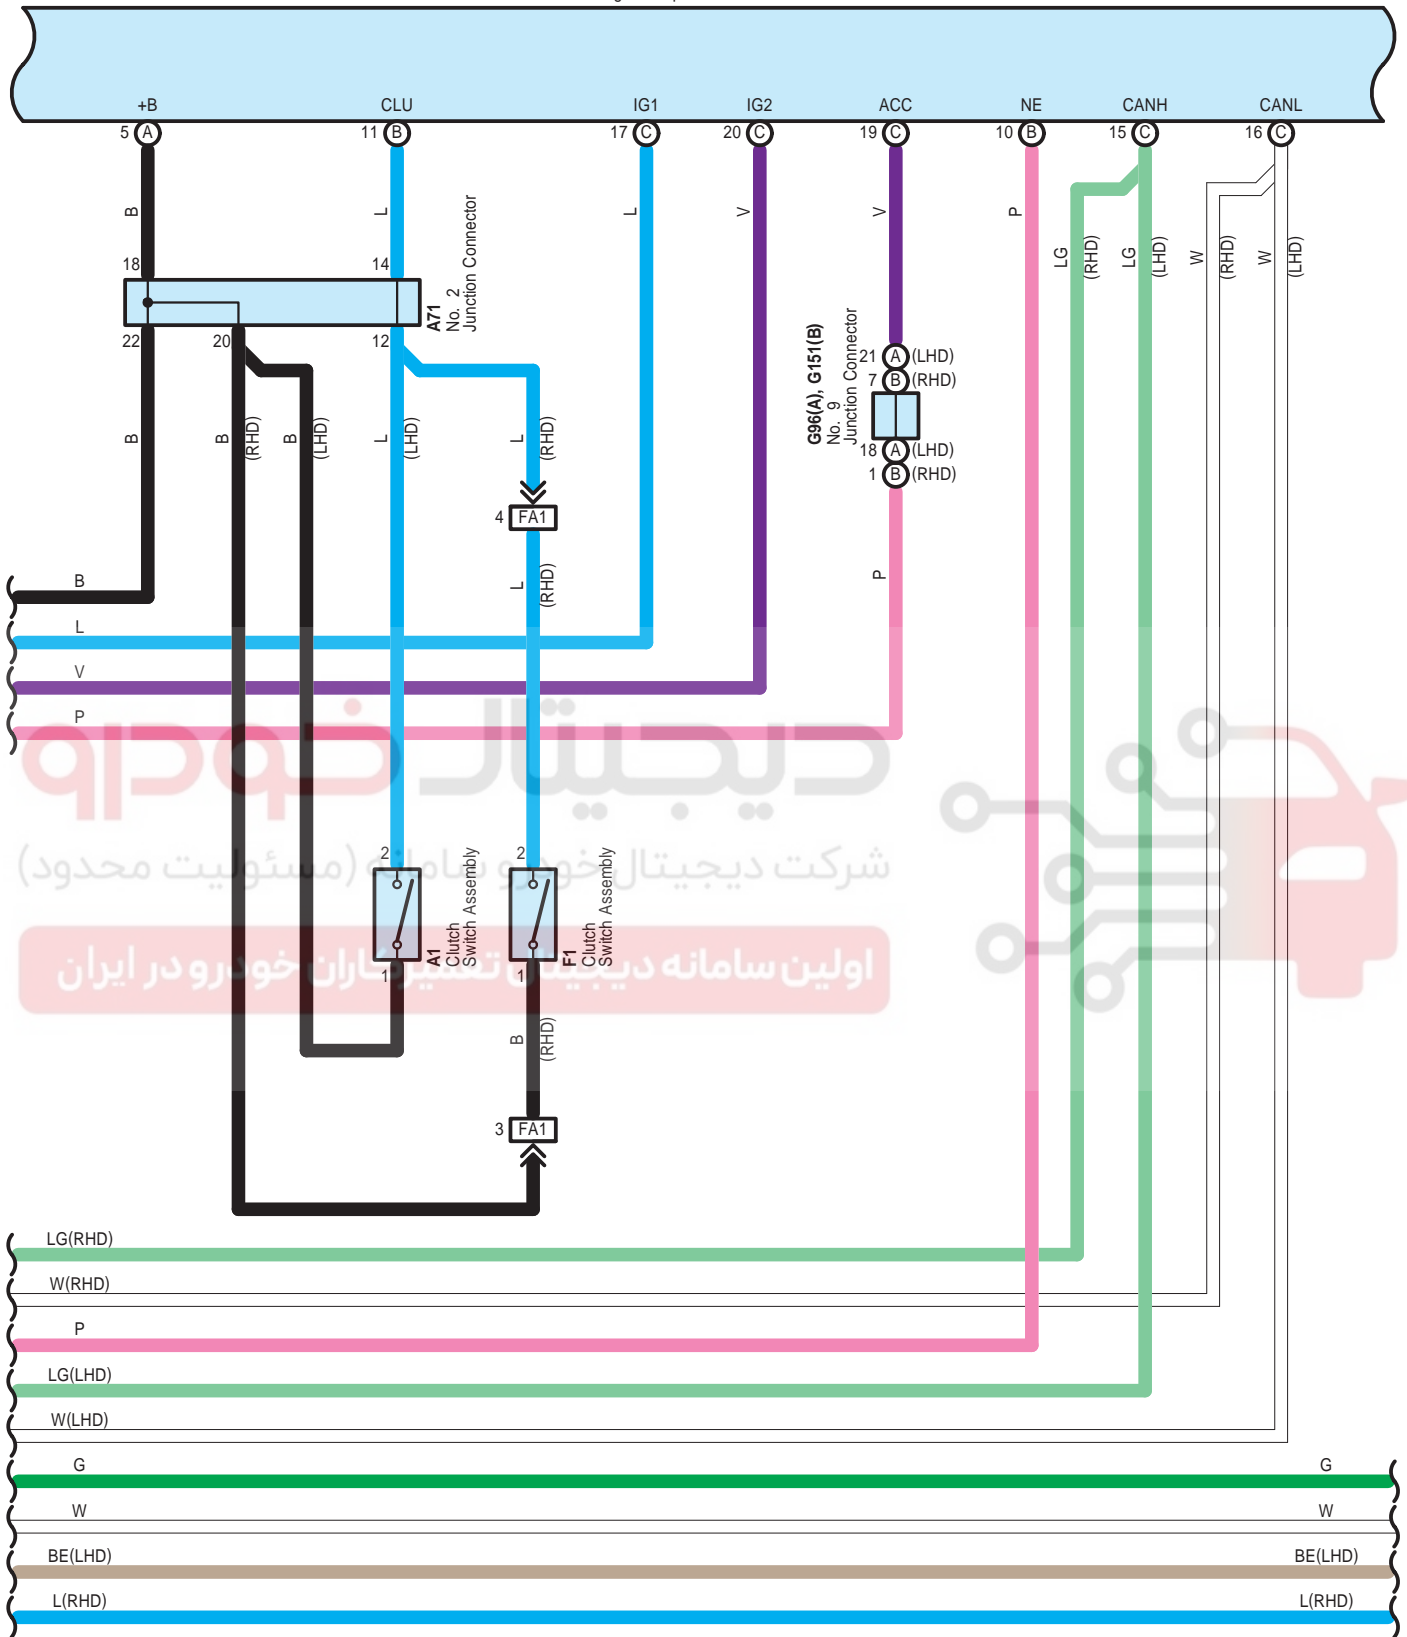 +B
CLU
IG1
IG2
ACC
NE
CANH
CANL
5 A
11 B
17 C
20 C
19 C
10 B
15 C
16 C
B
L
L
V
V
P
LG
(RHD)
LG
(LHD)
W
(RHD)
W
(LHD)
18
14
A71
No. 2
Junction Connector
22
20
12
G96(A), G151(B)
No. 9
Junction Connector
21 A (LHD)
7 B (RHD)
18 A (LHD)
1 B (RHD)
B
B
(RHD)
B
(LHD)
L
(LHD)
L
(RHD)
4 FA1
L
(RHD)
P
B
L
V
P
دیجیتال خودرو
شرکت دیجیتال خودرو سامانه (مسئولیت محدود)
اولین سامانه دیجیتال تعمیرکاران خودرو در ایران
2
2
A1
Clutch
Switch Assembly
F1
Clutch
Switch Assembly
1
1
B
(RHD)
3 FA1
LG(RHD)
W(RHD)
P
LG(LHD)
W(LHD)
G G
W W
BE(LHD) BE(LHD)
L(RHD) L(RHD)